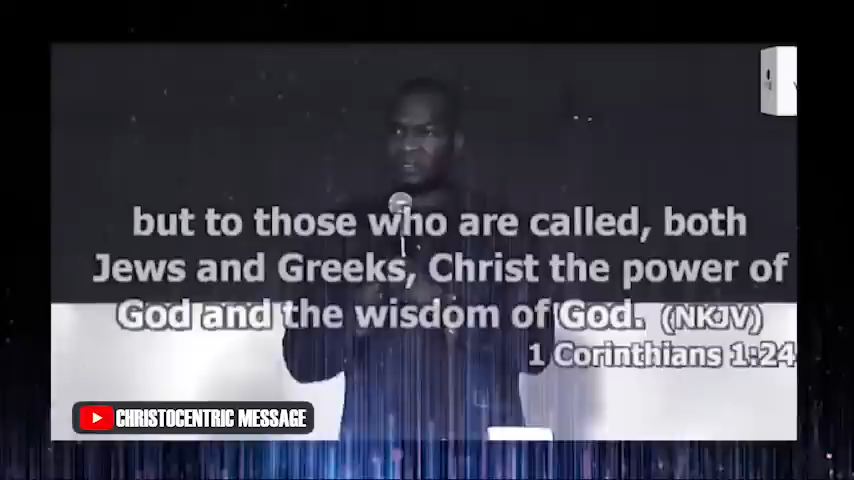 but to those who are called, both
Jews and Greeks, Christ the power of
God and the wisdom of God. (NKJV)
1 Corinthians 1:24
CHRISTOCENTRIC MESSAGE